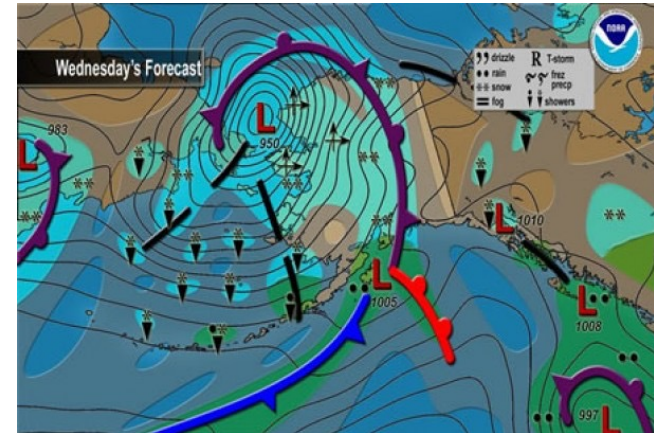 NOAA
Wednesday's Forecast
drizzle R T-storm
rain frez
snow precp
fog showers
983
L
L
950
L
1010
L
1005
L
1008
997
L